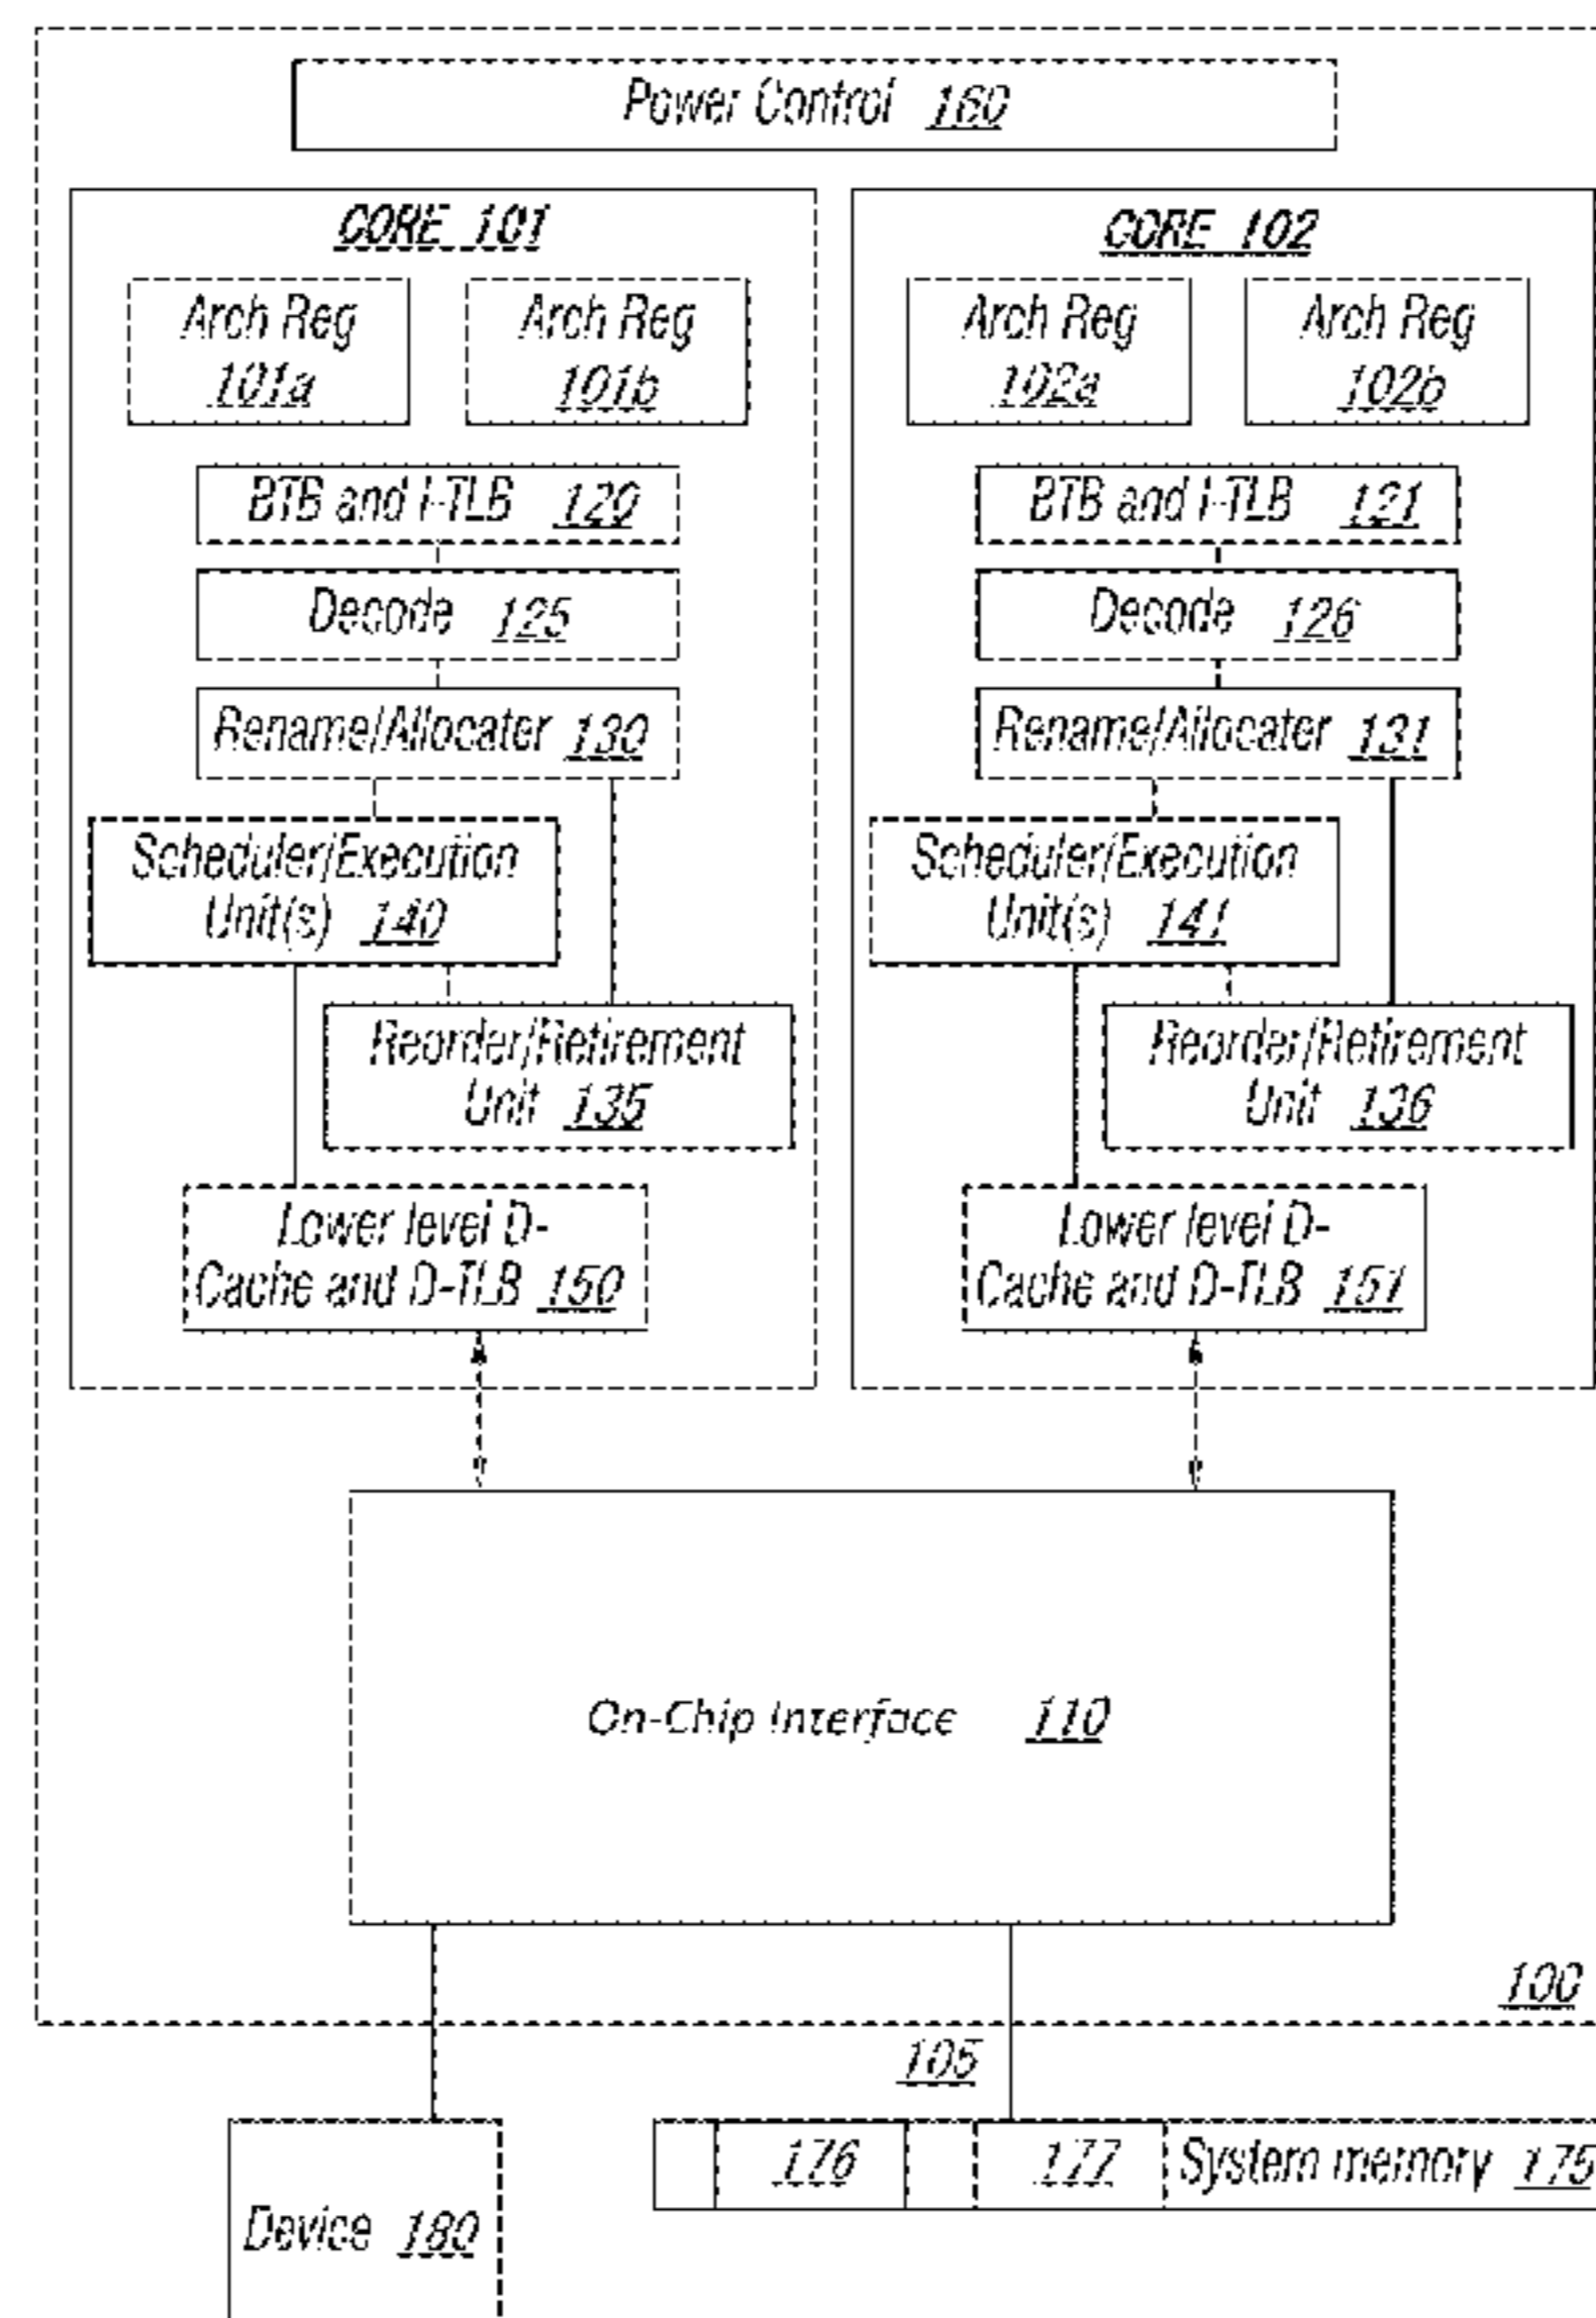 Power Control 160
CORE 101
Arch Reg
101a
Arch Reg
101b
BTB and I-TLB 120
Decode 125
Rename/Allocater 130
Scheduler/Execution
Unit(s) 140
Reorder/Retirement
Unit 135
Lower level D-
Cache and D-TLB 150
CORE 102
Arch Reg
102a
Arch Reg
102b
BTB and I-TLB 121
Decode 126
Rename/Allocater 131
Scheduler/Execution
Unit(s) 141
Reorder/Retirement
Unit 136
Lower level D-
Cache and D-TLB 151
On-Chip Interface 110
100
105
176 177 System memory 175
Device 180